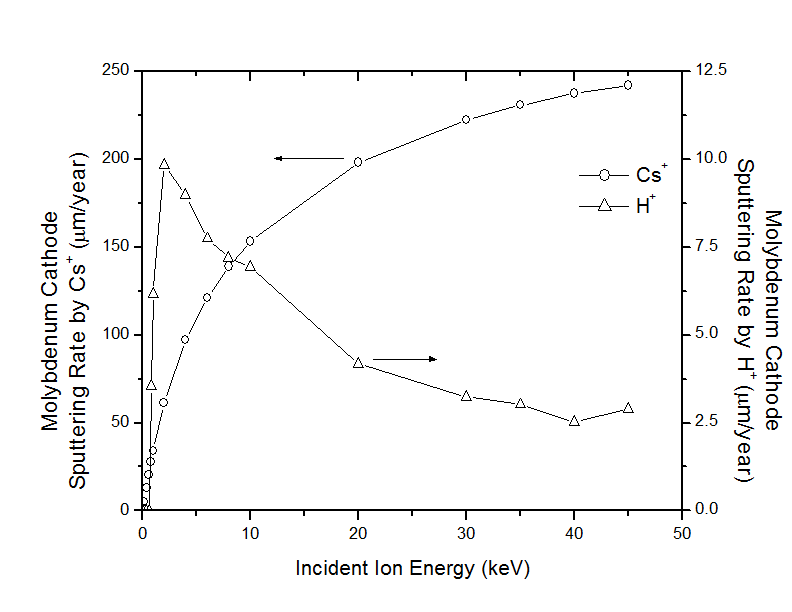 250
200
150
100
50
0
12.5
10.0
7.5
5.0
2.5
0.0
0
10
20
30
40
50
Molybdenum Cathode
Sputtering Rate by Cs⁺ (μm/year)
Cs⁺
H⁺
Molybdenum Cathode
Sputtering Rate by H⁺ (μm/year)
Incident Ion Energy (keV)